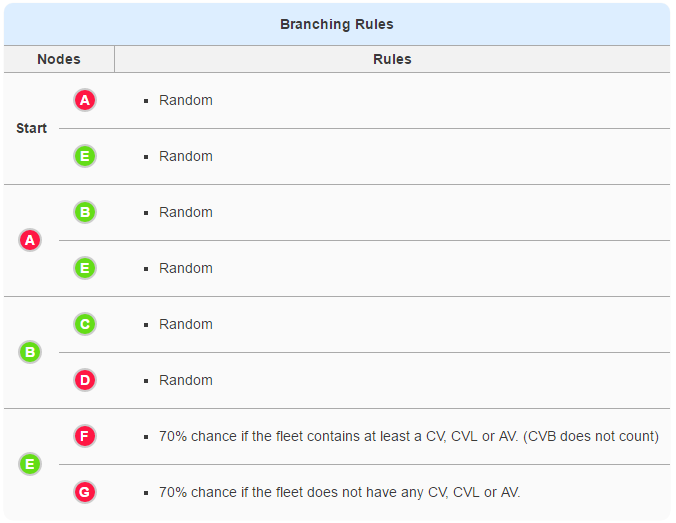 Branching Rules
Nodes Rules
Start A Random
E Random
A B Random
E Random
B C Random
D Random
E F 70% chance if the fleet contains at least a CV, CVL or AV. (CVB does not count)
G 70% chance if the fleet does not have any CV, CVL or AV.